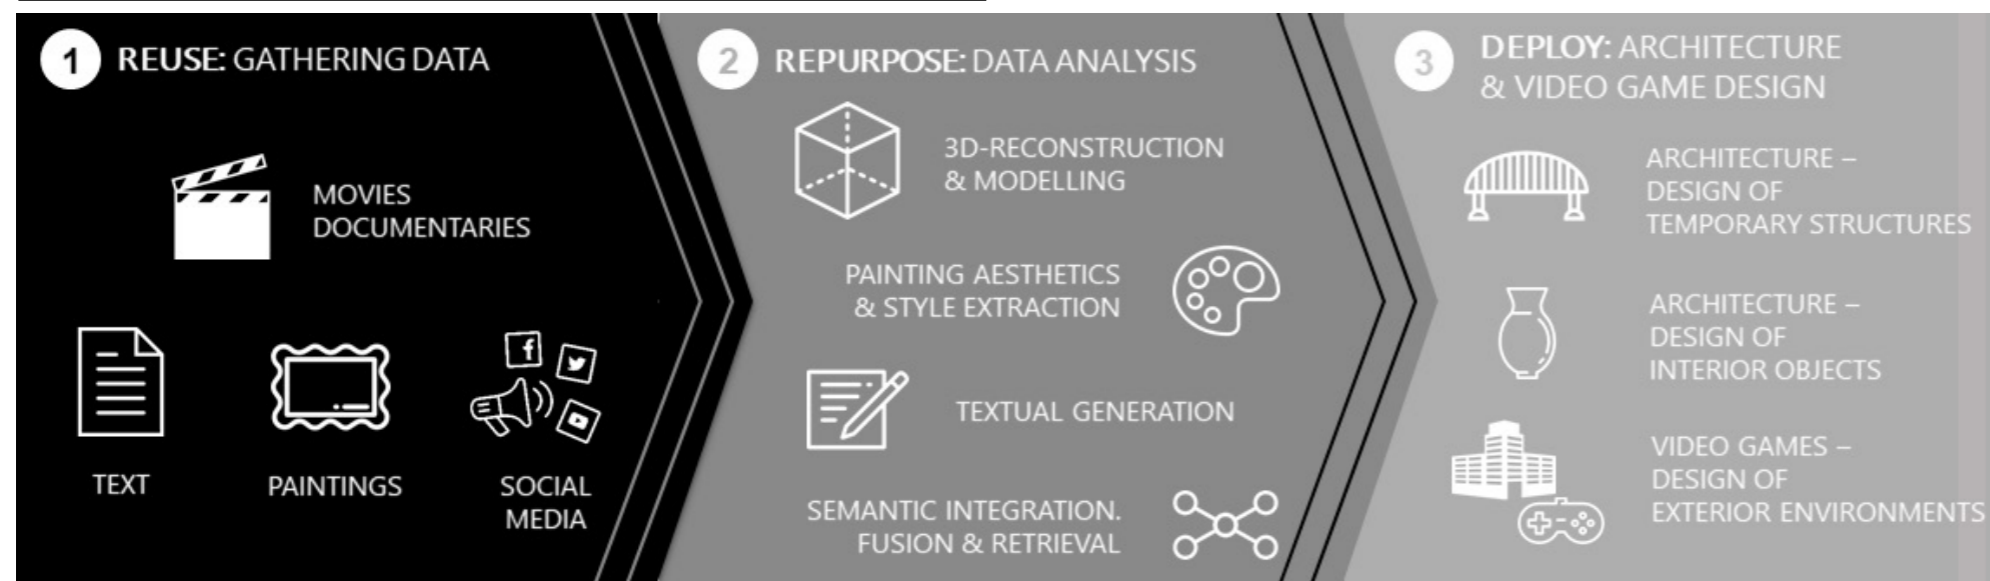 1 REUSE: GATHERING DATA
MOVIES
DOCUMENTARIES
TEXT
PAINTINGS
SOCIAL
MEDIA
2 REPURPOSE: DATA ANALYSIS
3D-RECONSTRUCTION
& MODELLING
PAINTING AESTHETICS
& STYLE EXTRACTION
TEXTUAL GENERATION
SEMANTIC INTEGRATION.
FUSION & RETRIEVAL
3 DEPLOY: ARCHITECTURE
& VIDEO GAME DESIGN
ARCHITECTURE –
DESIGN OF
TEMPORARY STRUCTURES
ARCHITECTURE –
DESIGN OF
INTERIOR OBJECTS
VIDEO GAMES –
DESIGN OF
EXTERIOR ENVIRONMENTS